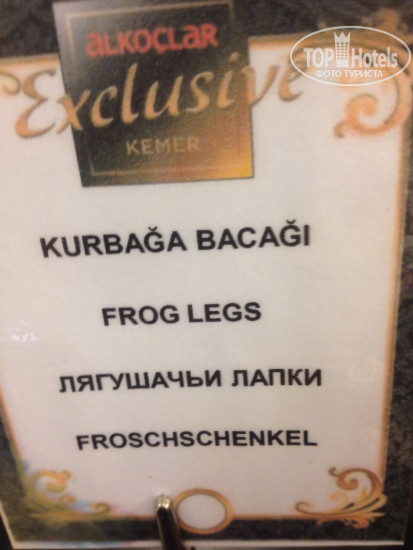 TOP Hotels
ФОТО ТУРИСТА
ALKOÇLAR
Exclusive
KEMER
KURBAĞA BACAĞI
FROG LEGS
ЛЯГУШАЧЬИ ЛАПКИ
FROSCHSCHENKEL